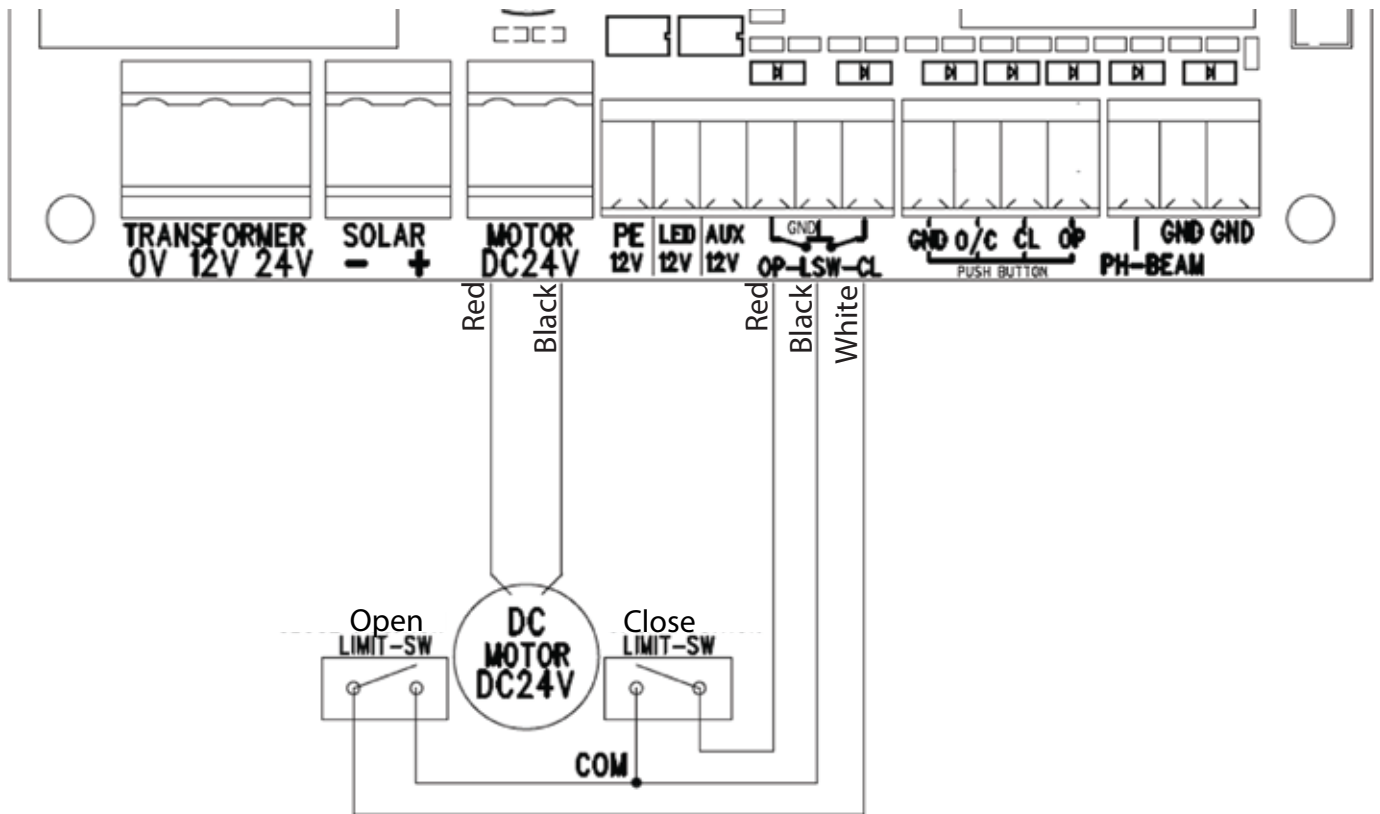 TRANSFORMER
0V 12V 24V
SOLAR
- +
MOTOR
DC24V
PE
12V
LED
12V
AUX
12V
GND
OP-LSW-CL
GND O/C CL OP
PUSH BUTTON
GND GND
PH-BEAM
Red
Black
Red
Black
White
Open
LIMIT-SW
DC
MOTOR
DC24V
Close
LIMIT-SW
COM